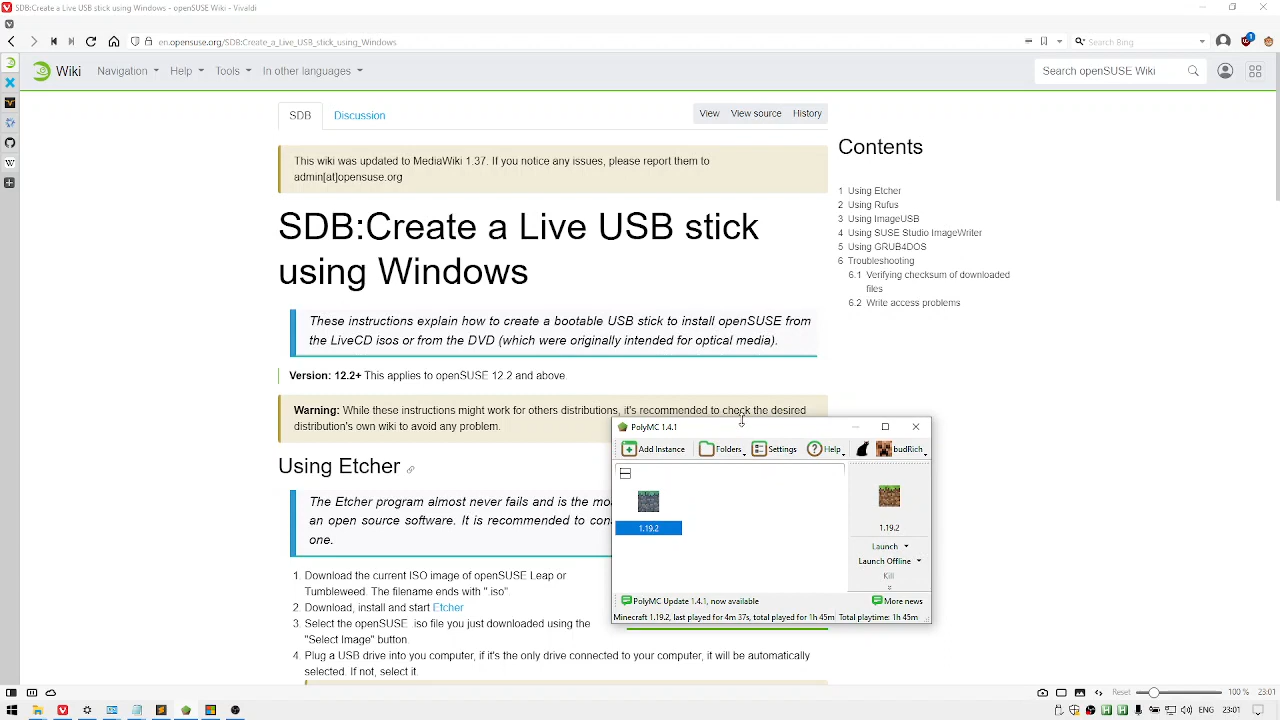 SDB:Create a Live USB stick using Windows - openSUSE Wiki - Vivaldi
en.opensuse.org/SDB:Create_a_Live_USB_stick_using_Windows
Search Bing
Wiki
Navigation
Help
Tools
In other languages
Search openSUSE Wiki
SDB
Discussion
View
View source
History
This wiki was updated to MediaWiki 1.37. If you notice any issues, please report them to
admin[at]opensuse.org
SDB:Create a Live USB stick
using Windows
These instructions explain how to create a bootable USB stick to install openSUSE from
the LiveCD isos or from the DVD (which were originally intended for optical media).
Version: 12.2+ This applies to openSUSE 12.2 and above.
Warning: While these instructions might work for others distributions, it's recommended to check the desired
distribution's own wiki to avoid any problem.
Using Etcher
The Etcher program almost never fails and is the mo
an open source software. It is recommended to con
one.
1. Download the current ISO image of openSUSE Leap or
Tumbleweed. The filename ends with ".iso"
2. Download, install and start Etcher
3. Select the openSUSE .iso file you just downloaded using the
"Select Image" button.
4. Plug a USB drive into you computer, if it's the only drive connected to your computer, it will be automatically
selected. If not, select it.
Contents
1 Using Etcher
2 Using Rufus
3 Using ImageUSB
4 Using SUSE Studio ImageWriter
5 Using GRUB4DOS
6 Troubleshooting
6.1 Verifying checksum of downloaded
files
6.2 Write access problems
PolyMC 1.4.1
Add Instance
Folders
Settings
Help
budRich
1.19.2
1.19.2
Launch
Launch Offline
Kill
PolyMC Update 1.4.1, now available
More news
Minecraft 1.19.2, last played for 4m 37s, total played for 1h 45m
Total playtime: 1h 45m
Reset
100 %
23:01
ENG
23:01